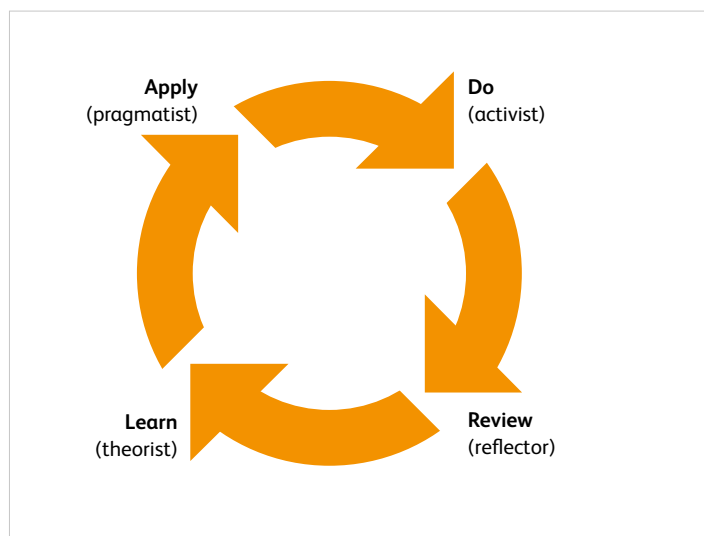 Apply
(pragmatist)
Do
(activist)
Learn
(theorist)
Review
(reflector)